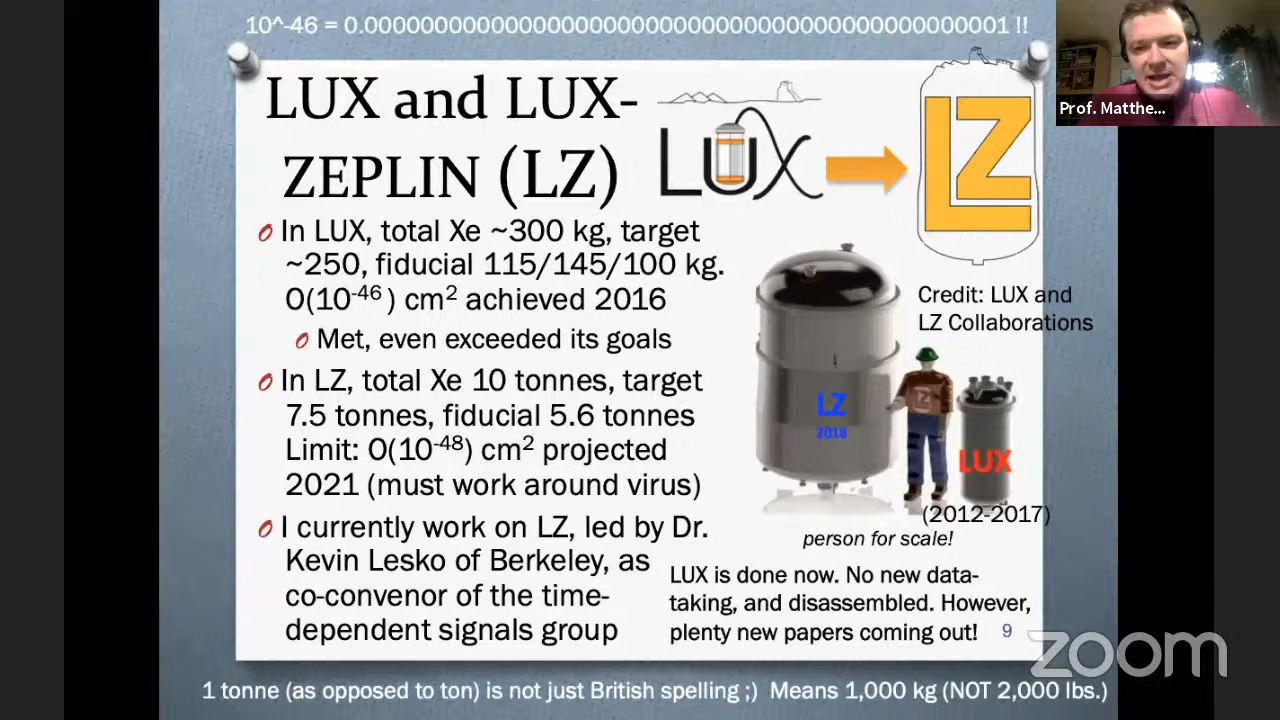 10^-46 = 0.0000000000000000000000000000000000000000000001 !!
LUX and LUX-
ZEPLIN (LZ)
LUX
LZ
Prof. Matthe...
In LUX, total Xe ~300 kg, target
~250, fiducial 115/145/100 kg.
O(10^-46) cm² achieved 2016
Met, even exceeded its goals
In LZ, total Xe 10 tonnes, target
7.5 tonnes, fiducial 5.6 tonnes
Limit: O(10^-48) cm² projected
2021 (must work around virus)
I currently work on LZ, led by Dr.
Kevin Lesko of Berkeley, as
co-convenor of the time-
dependent signals group
Credit: LUX and
LZ Collaborations
LZ
2018
LZ
LUX
(2012-2017)
person for scale!
LUX is done now. No new data-
taking, and disassembled. However,
plenty new papers coming out!
9
zoom
1 tonne (as opposed to ton) is not just British spelling ;) Means 1,000 kg (NOT 2,000 lbs.)